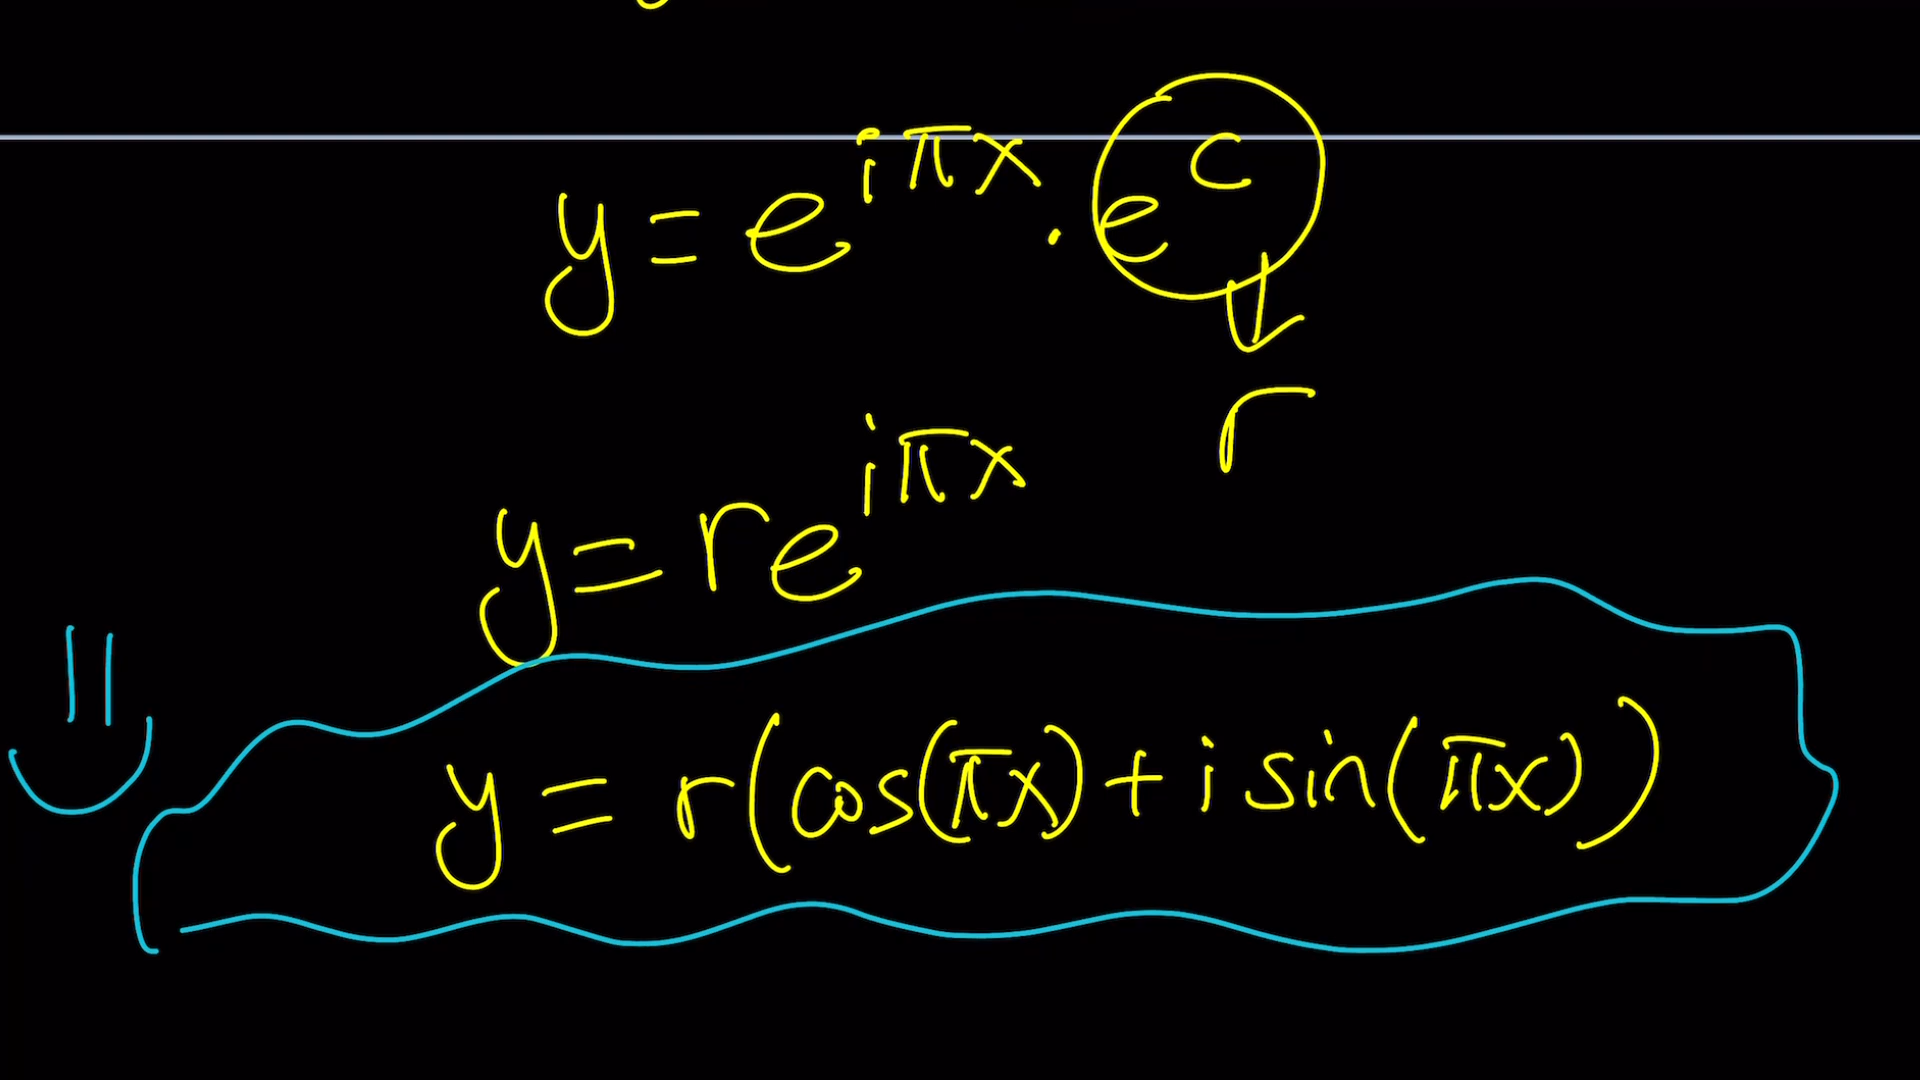 y = e^{iπx} · e^c
r
y = re^{iπx}
y = r(cos(πx) + i sin(πx))